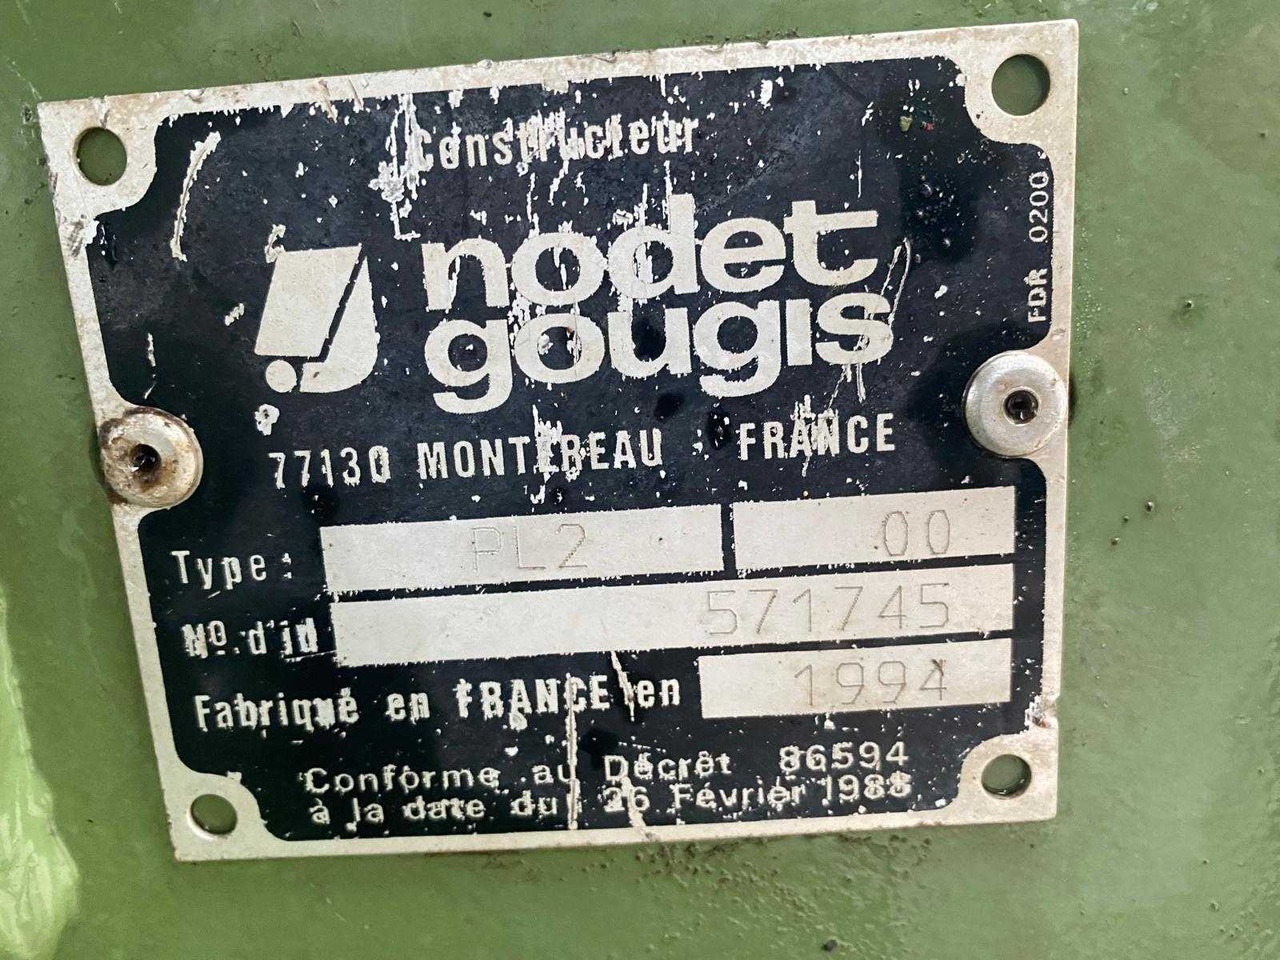 Constructeur
nodet
gougis
77130 MONTEREAU FRANCE
Type: PL2 00
Nº d'id 571745
Fabriqué en FRANCE en 1994
Conforme au Décrêt 86594
à la date du 26 Février 1988
FDR 0200